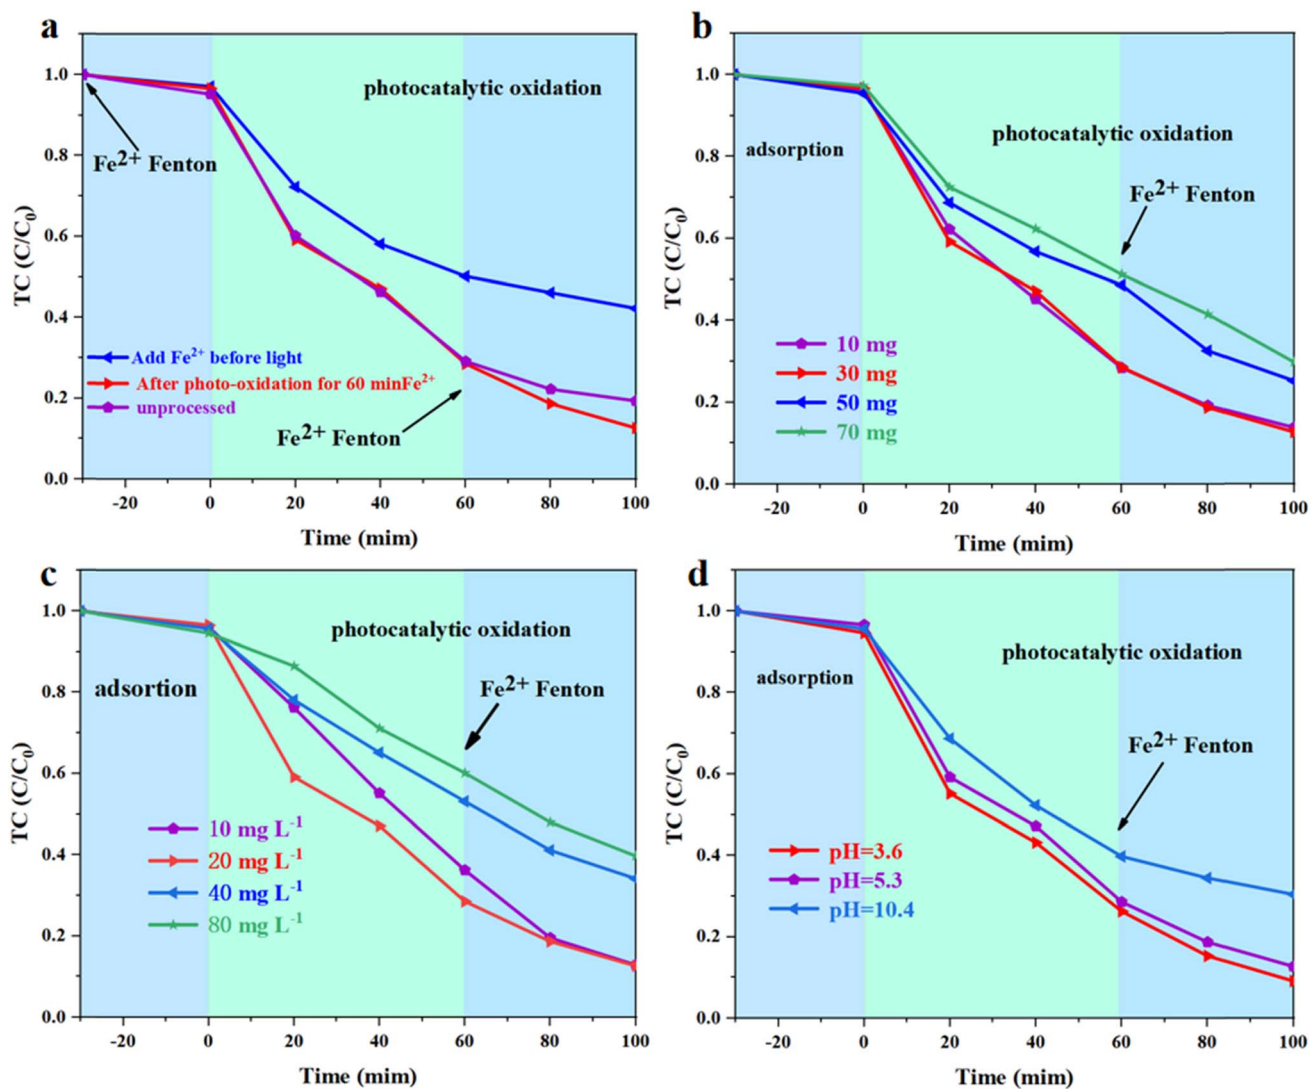 a
1.0
0.8
0.6
0.4
0.2
0.0
TC (C/C₀)
photocatalytic oxidation
Fe²⁺ Fenton
Add Fe²⁺ before light
After photo-oxidation for 60 minFe²⁺
unprocessed
Fe²⁺ Fenton
-20 0 20 40 60 80 100
Time (mim)
b
1.0
0.8
0.6
0.4
0.2
0.0
TC (C/C₀)
photocatalytic oxidation
adsorption
Fe²⁺ Fenton
10 mg
30 mg
50 mg
70 mg
-20 0 20 40 60 80 100
Time (mim)
c
1.0
0.8
0.6
0.4
0.2
0.0
TC (C/C₀)
photocatalytic oxidation
adsortion
Fe²⁺ Fenton
10 mg L⁻¹
20 mg L⁻¹
40 mg L⁻¹
80 mg L⁻¹
-20 0 20 40 60 80 100
Time (mim)
d
1.0
0.8
0.6
0.4
0.2
0.0
TC (C/C₀)
photocatalytic oxidation
adsorption
Fe²⁺ Fenton
pH=3.6
pH=5.3
pH=10.4
-20 0 20 40 60 80 100
Time (mim)